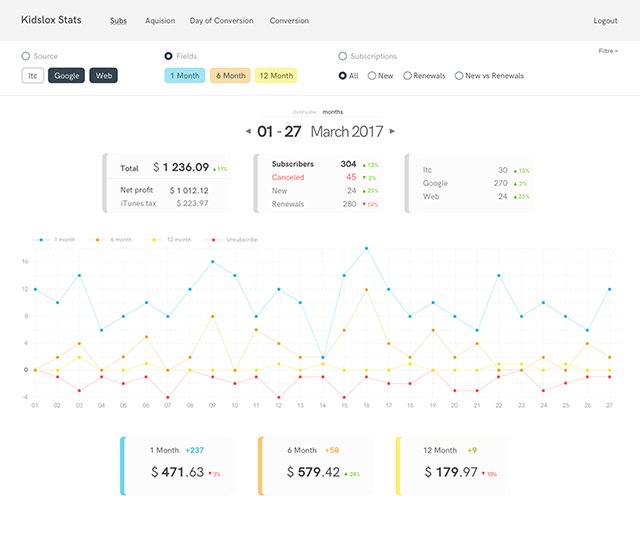 Kidslox Stats Subs Aquision Day of Conversion Conversion Logout
Source Fields Subscriptions Filtre
Itc Google Web 1 Month 6 Month 12 Month All New Renewals New vs Renewals
overview months
01 - 27 March 2017
Total $ 1 236.09 11%
Net profit $ 1 012.12
iTunes tax $ 223.97
Subscribers 304 13%
Canceled 45 2%
New 24 23%
Renewals 280 19%
Itc 30 13%
Google 270 2%
Web 24 23%
1 month 6 month 12 month Unsubscribe
16
12
8
4
0
-4
01 02 03 04 05 06 07 08 09 10 11 12 13 14 15 16 17 18 19 20 21 22 23 24 25 26 27
1 Month +237
$ 471.63 3%
6 Month +58
$ 579.42 24%
12 Month +9
$ 179.97 10%